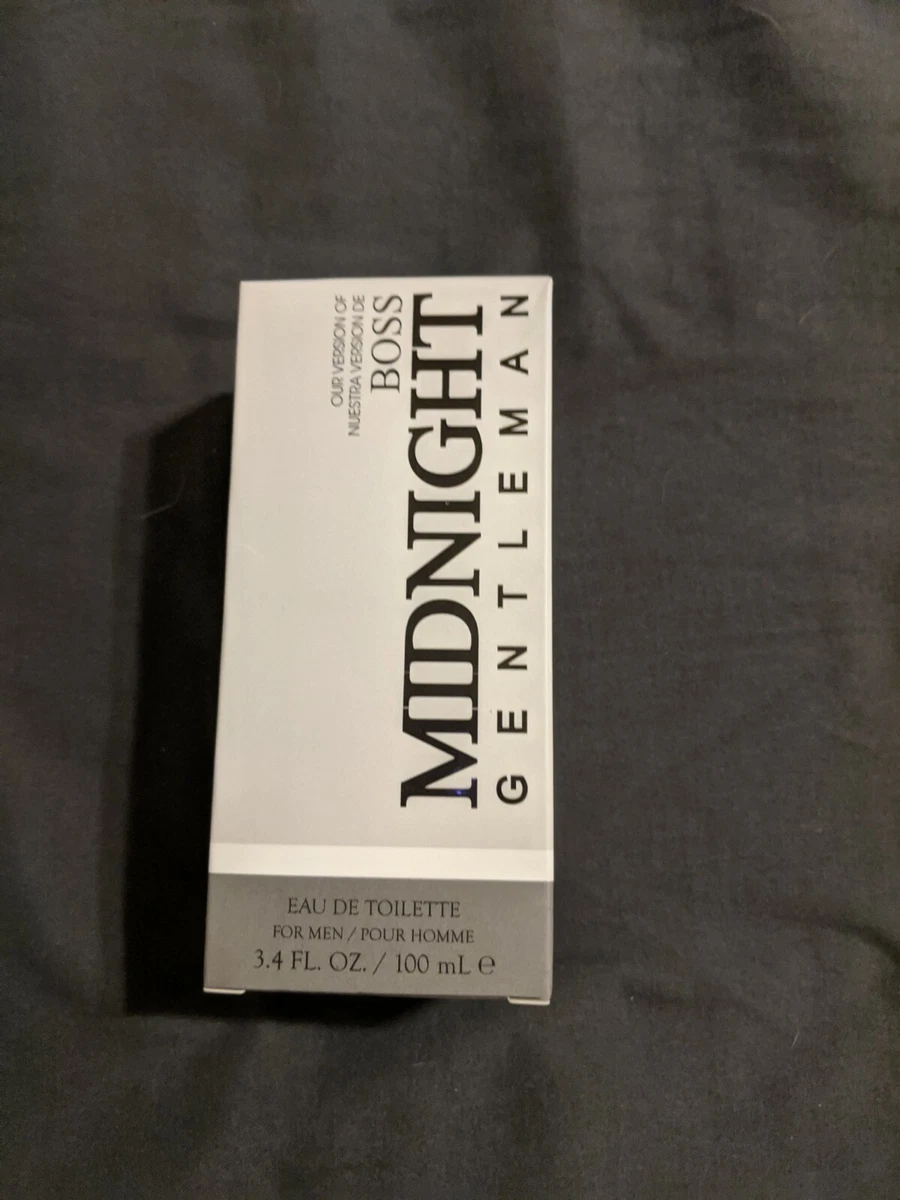 OUR VERSION OF
NUESTRA VERSION DE
BOSS
MIDNIGHT
GENTLEMAN
EAU DE TOILETTE
FOR MEN / POUR HOMME
3.4 FL. OZ. / 100 mL ℮